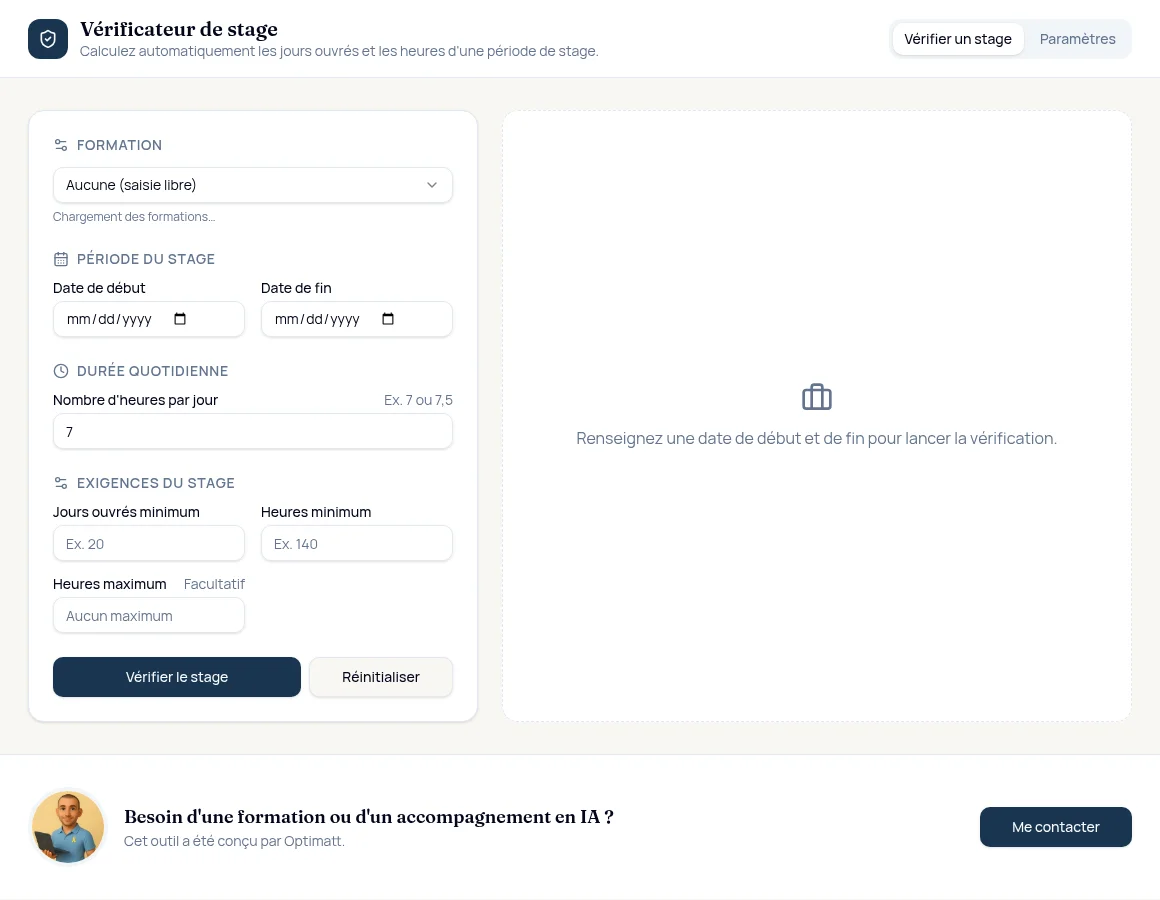 Vérificateur de stage
Calculez automatiquement les jours ouvrés et les heures d'une période de stage.
Vérifier un stage
Paramètres
FORMATION
Aucune (saisie libre)
Chargement des formations…
PÉRIODE DU STAGE
Date de début
Date de fin
mm/dd/yyyy
mm/dd/yyyy
DURÉE QUOTIDIENNE
Nombre d'heures par jour
Ex. 7 ou 7,5
7
EXIGENCES DU STAGE
Jours ouvrés minimum
Heures minimum
Ex. 20
Ex. 140
Heures maximum
Facultatif
Aucun maximum
Vérifier le stage
Réinitialiser
Renseignez une date de début et de fin pour lancer la vérification.
Besoin d'une formation ou d'un accompagnement en IA ?
Cet outil a été conçu par Optimatt.
Me contacter